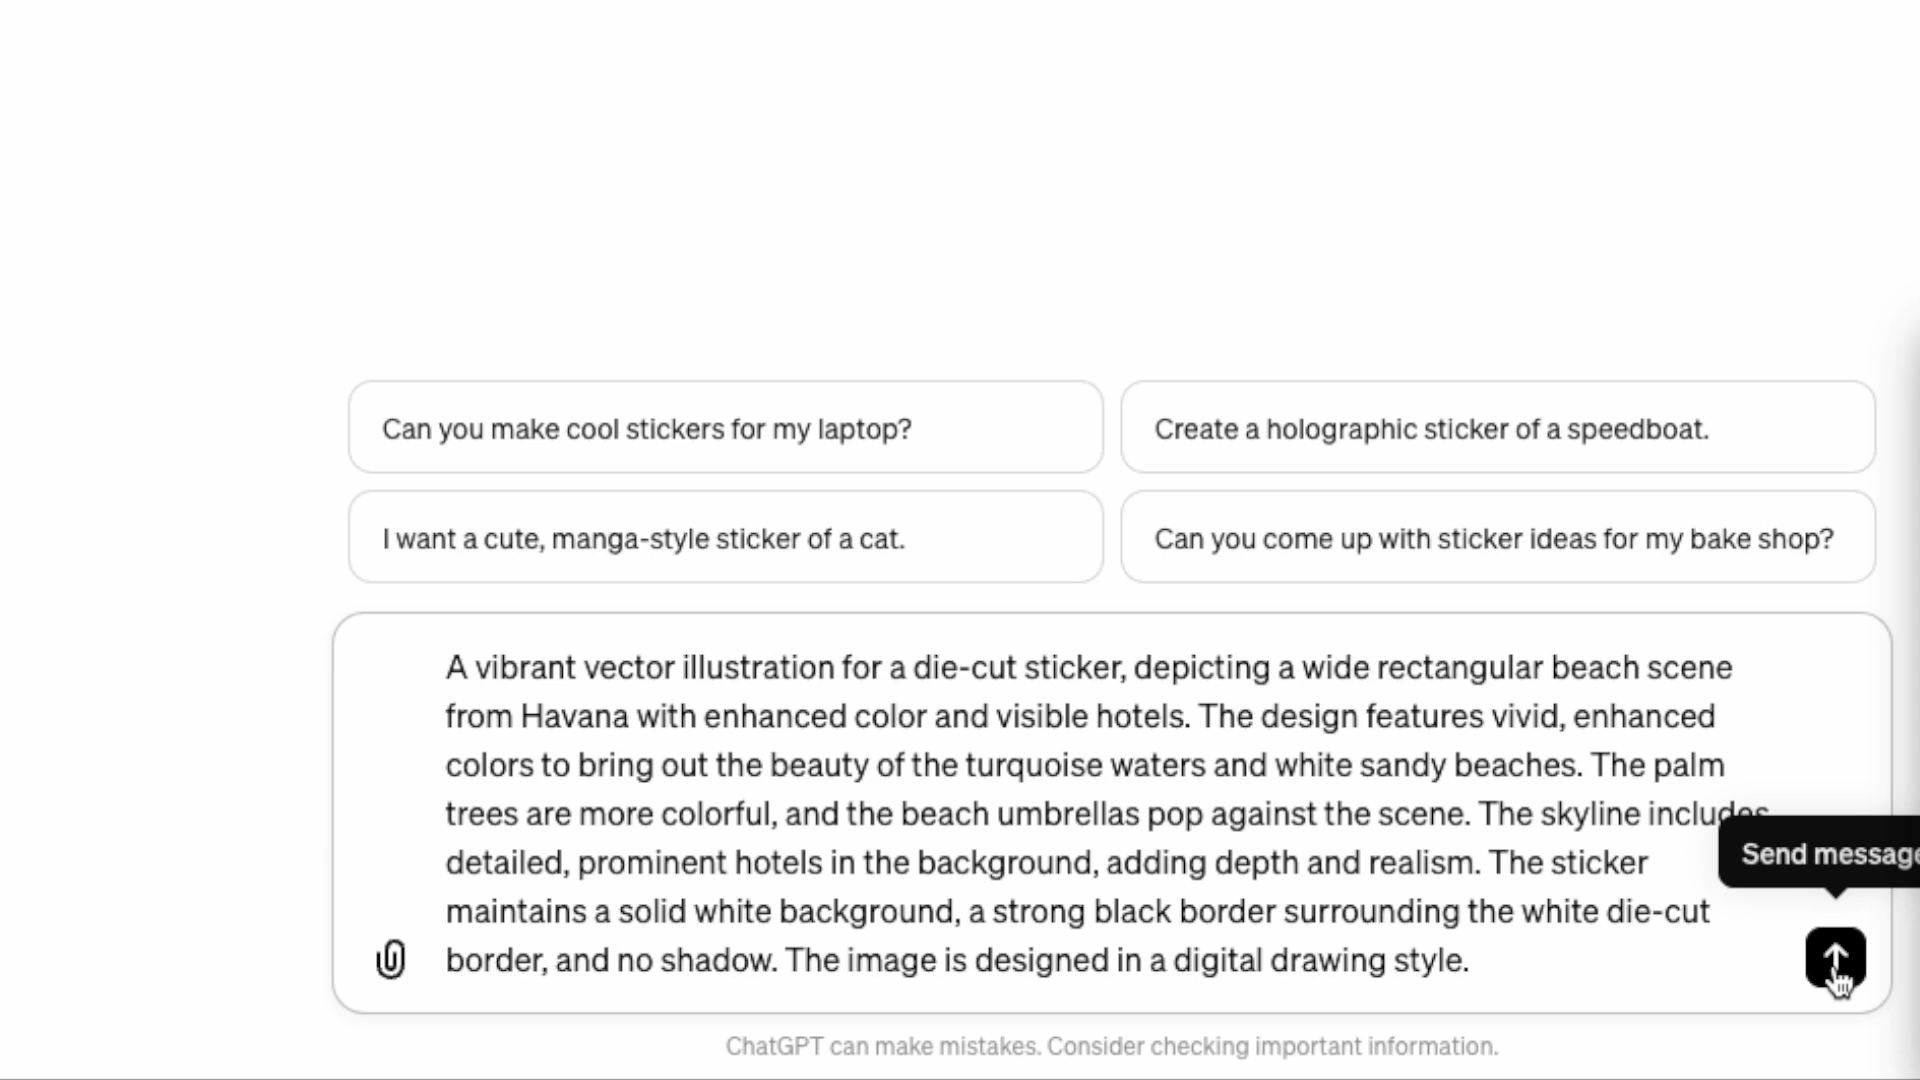 Can you make cool stickers for my laptop?
Create a holographic sticker of a speedboat.
I want a cute, manga-style sticker of a cat.
Can you come up with sticker ideas for my bake shop?
A vibrant vector illustration for a die-cut sticker, depicting a wide rectangular beach scene
from Havana with enhanced color and visible hotels. The design features vivid, enhanced
colors to bring out the beauty of the turquoise waters and white sandy beaches. The palm
trees are more colorful, and the beach umbrellas pop against the scene. The skyline includes
detailed, prominent hotels in the background, adding depth and realism. The sticker
maintains a solid white background, a strong black border surrounding the white die-cut
border, and no shadow. The image is designed in a digital drawing style.
Send message
ChatGPT can make mistakes. Consider checking important information.